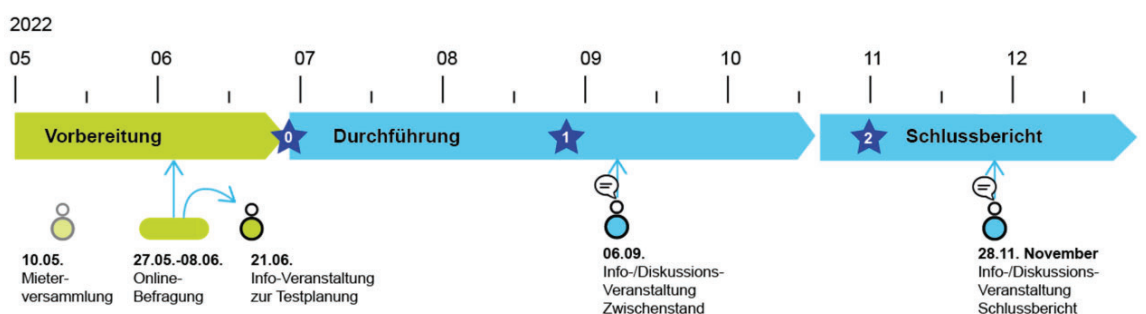 2022
05 06 07 08 09 10 11 12
Vorbereitung 0 Durchführung 1 2 Schlussbericht
10.05.
Mieter-
versammlung
27.05.-08.06.
Online-
Befragung
21.06.
Info-Veranstaltung
zur Testplanung
06.09.
Info-/Diskussions-
Veranstaltung
Zwischenstand
28.11. November
Info-/Diskussions-
Veranstaltung
Schlussbericht